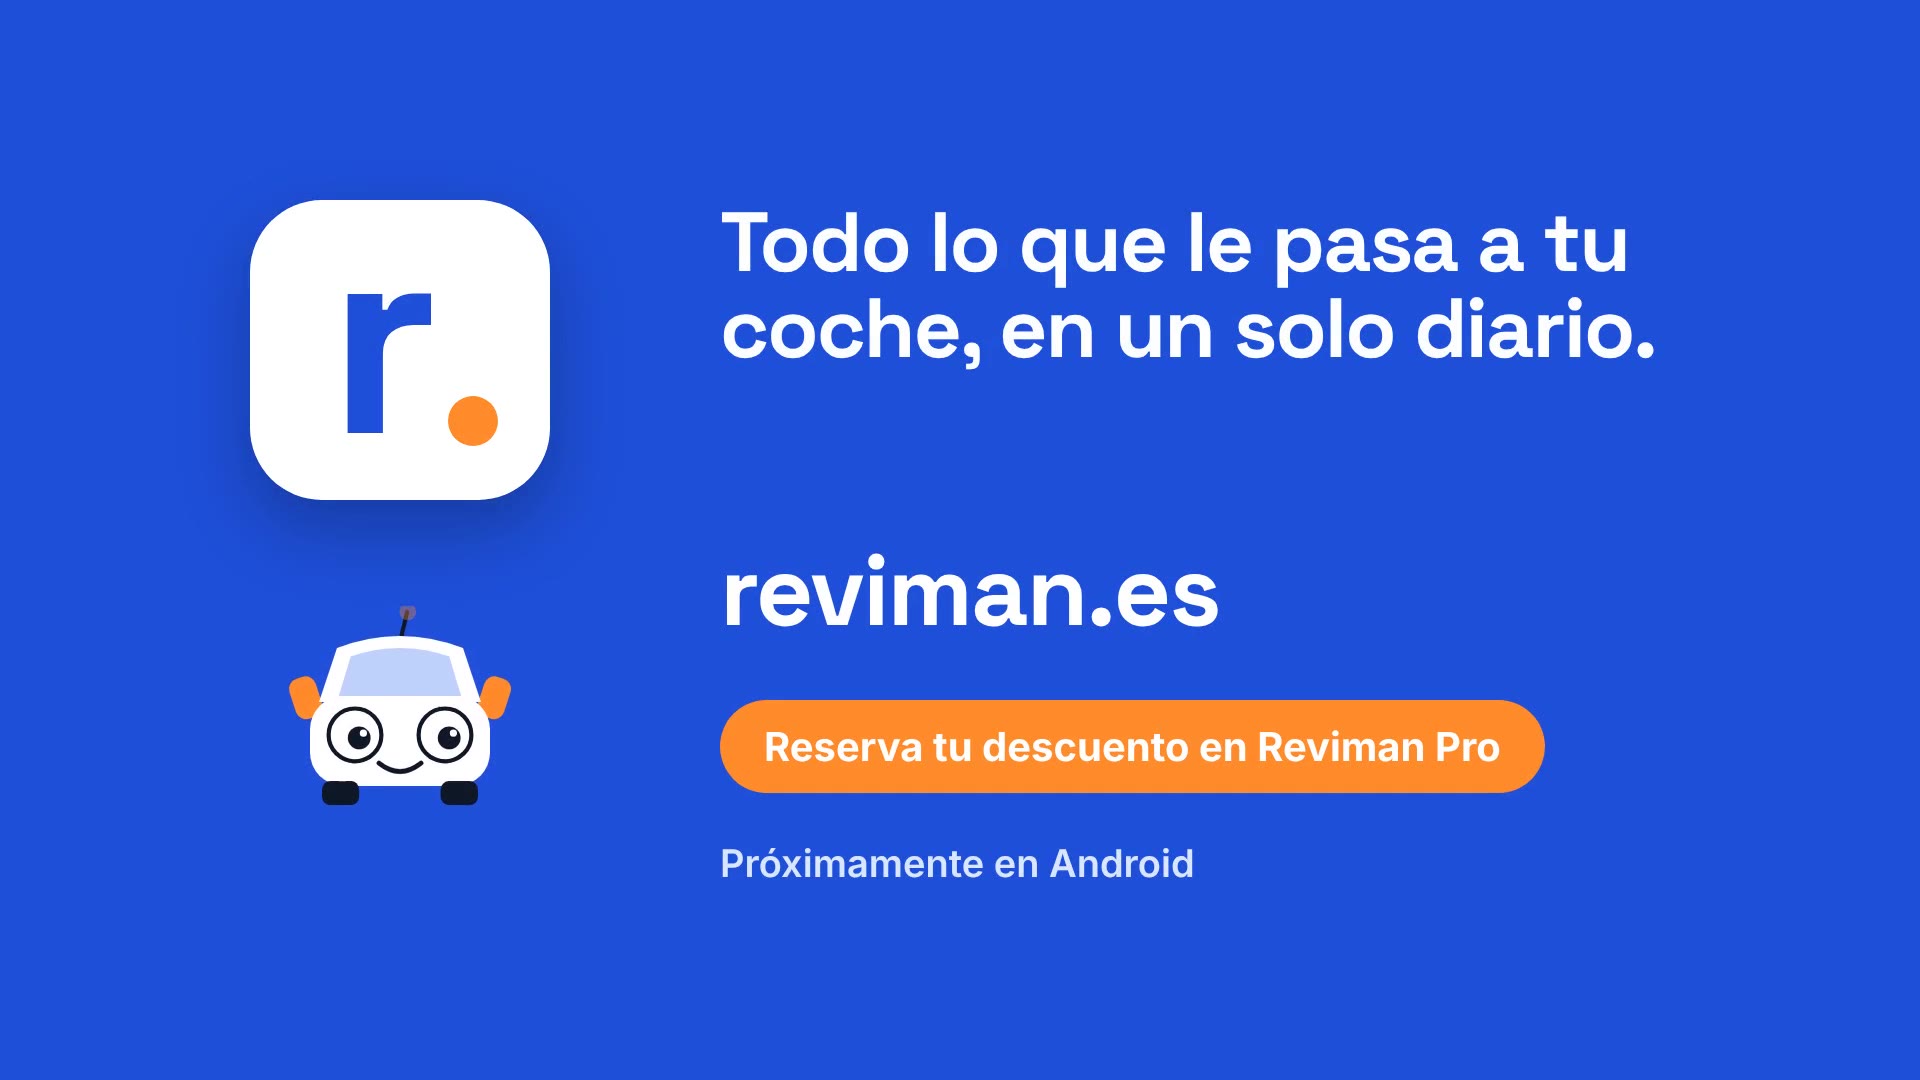 r.
Todo lo que le pasa a tu
coche, en un solo diario.
reviman.es
Reserva tu descuento en Reviman Pro
Próximamente en Android